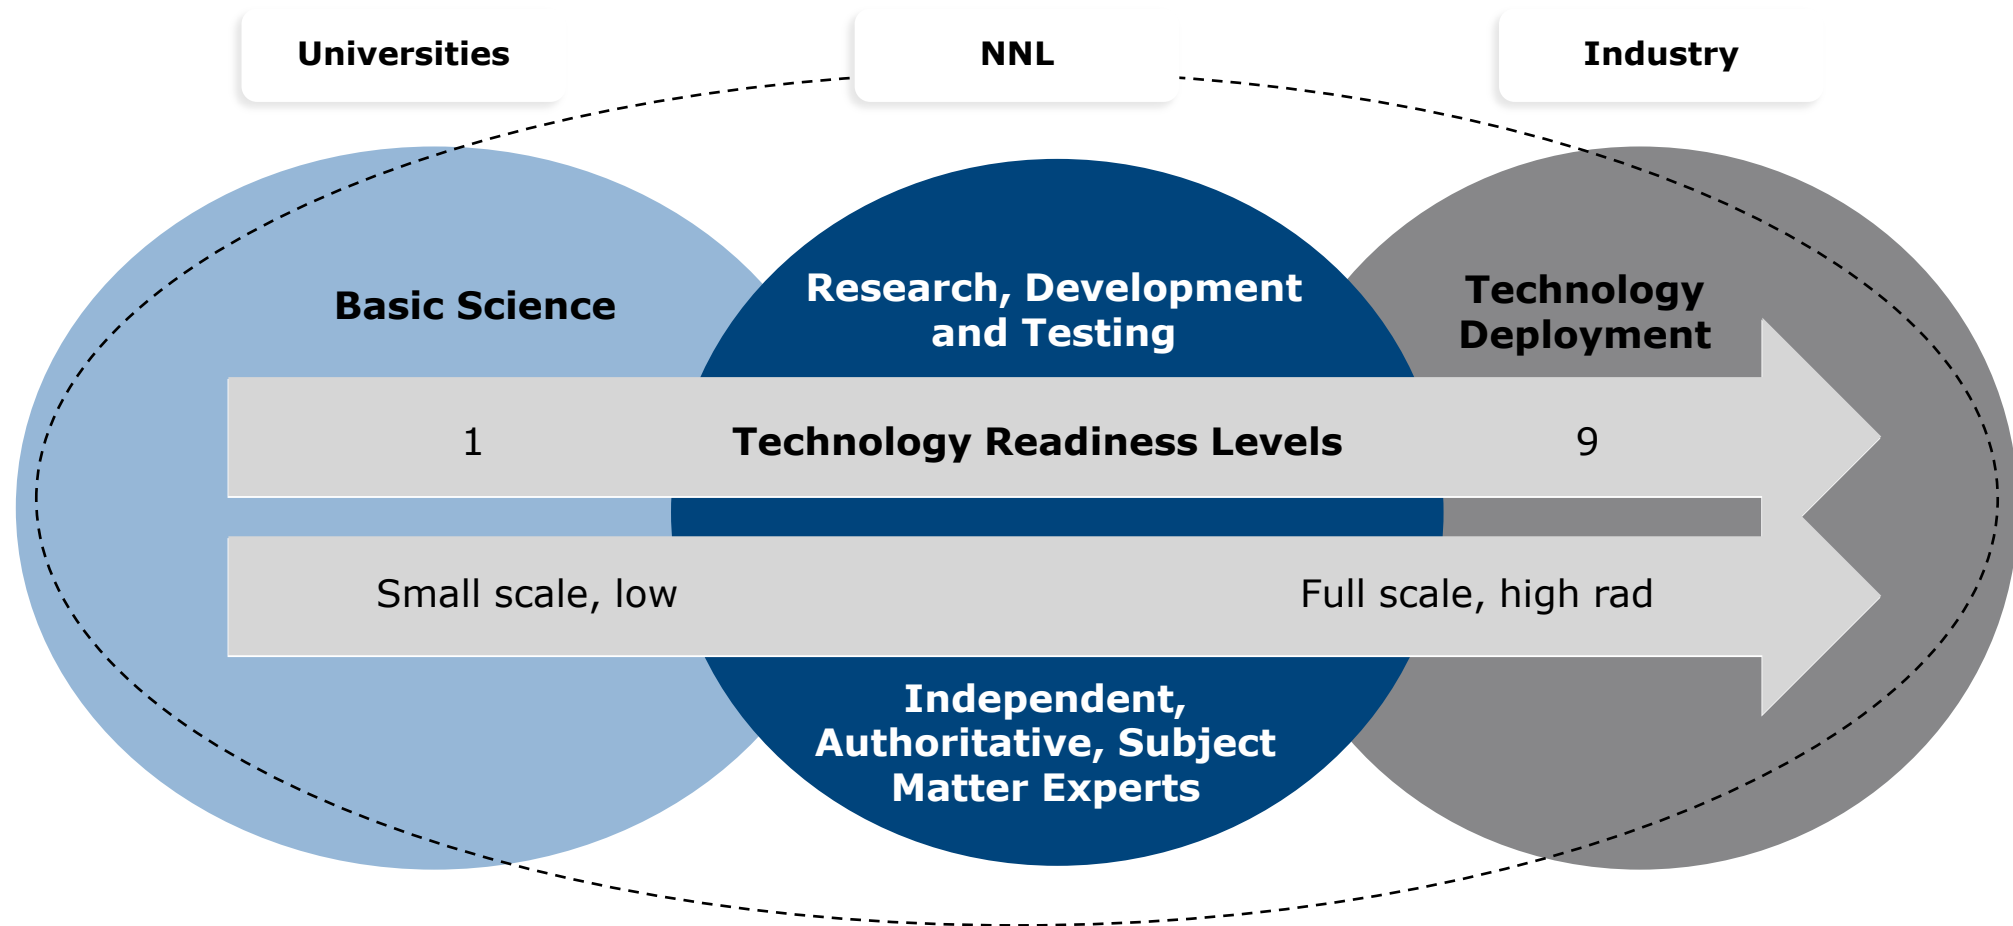 Universities
NNL
Industry
Basic Science
Research, Development
and Testing
Technology
Deployment
1
Technology Readiness Levels
9
Small scale, low
Full scale, high rad
Independent,
Authoritative, Subject
Matter Experts